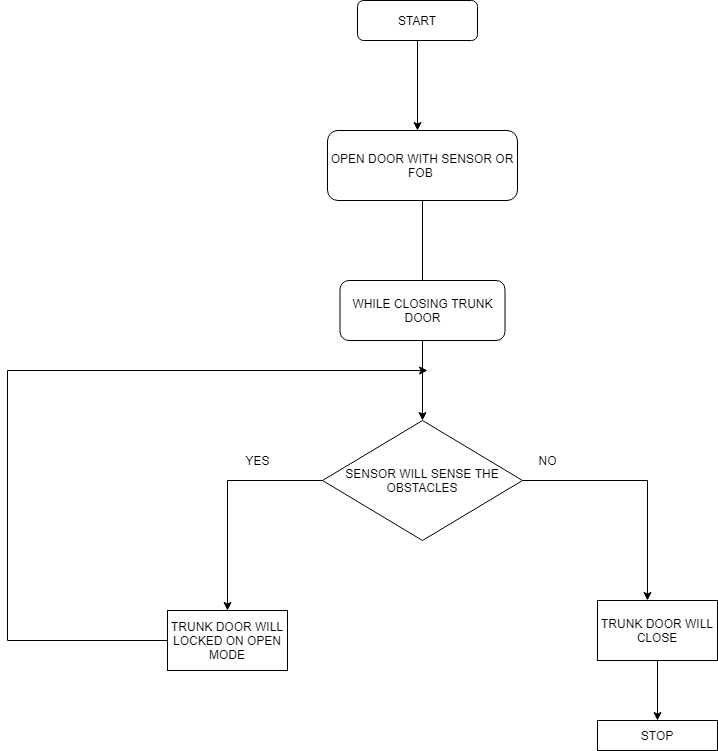 START
OPEN DOOR WITH SENSOR OR
FOB
WHILE CLOSING TRUNK
DOOR
YES
NO
SENSOR WILL SENSE THE
OBSTACLES
TRUNK DOOR WILL
LOCKED ON OPEN
MODE
TRUNK DOOR WILL
CLOSE
STOP